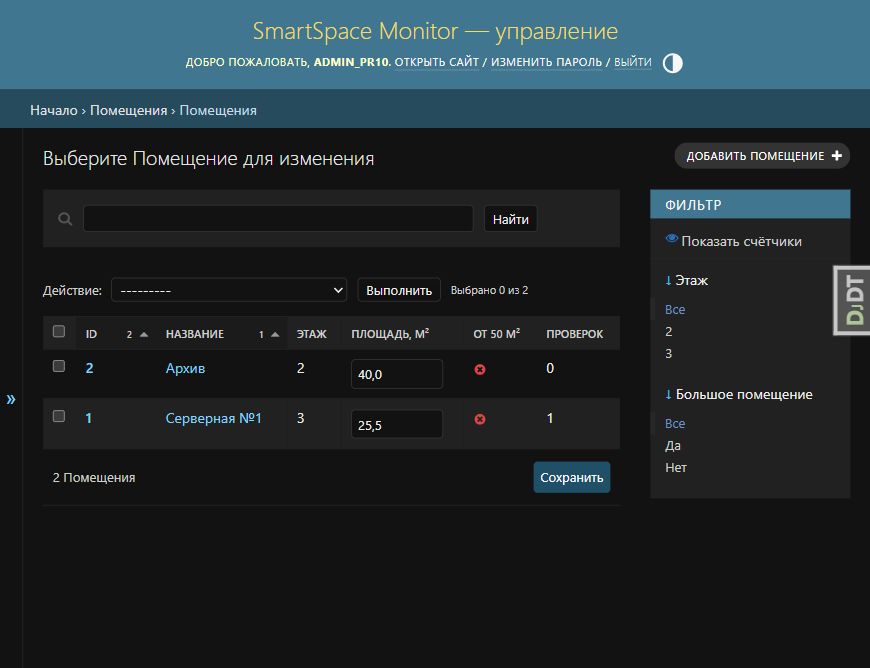 SmartSpace Monitor — управление
ДОБРО ПОЖАЛОВАТЬ, ADMIN_PR10. ОТКРЫТЬ САЙТ / ИЗМЕНИТЬ ПАРОЛЬ / ВЫЙТИ
Начало › Помещения › Помещения
Выберите Помещение для изменения
ДОБАВИТЬ ПОМЕЩЕНИЕ +
Найти
Действие: --------- Выполнить Выбрано 0 из 2
ID 2 НАЗВАНИЕ 1 ЭТАЖ ПЛОЩАДЬ, М² ОТ 50 М² ПРОВЕРОК
2 Архив 2 40,0 0
1 Серверная №1 3 25,5 1
2 Помещения
Сохранить
»
ФИЛЬТР
Показать счётчики
↓ Этаж
Все
2
3
↓ Большое помещение
Все
Да
Нет
DJDT